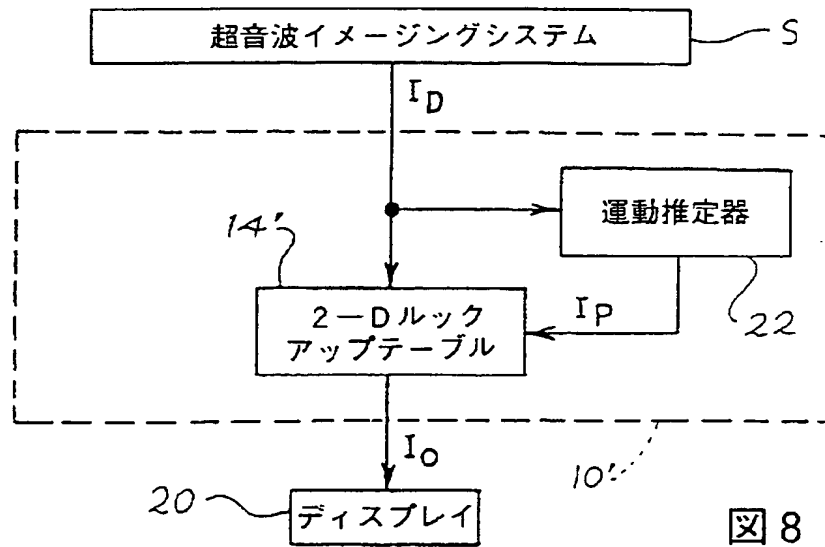 超音波イメージングシステム
S
I_D
運動推定器
14'
2-Dルック
アップテーブル
I_P
22
I_O
10'
20
ディスプレイ
図8